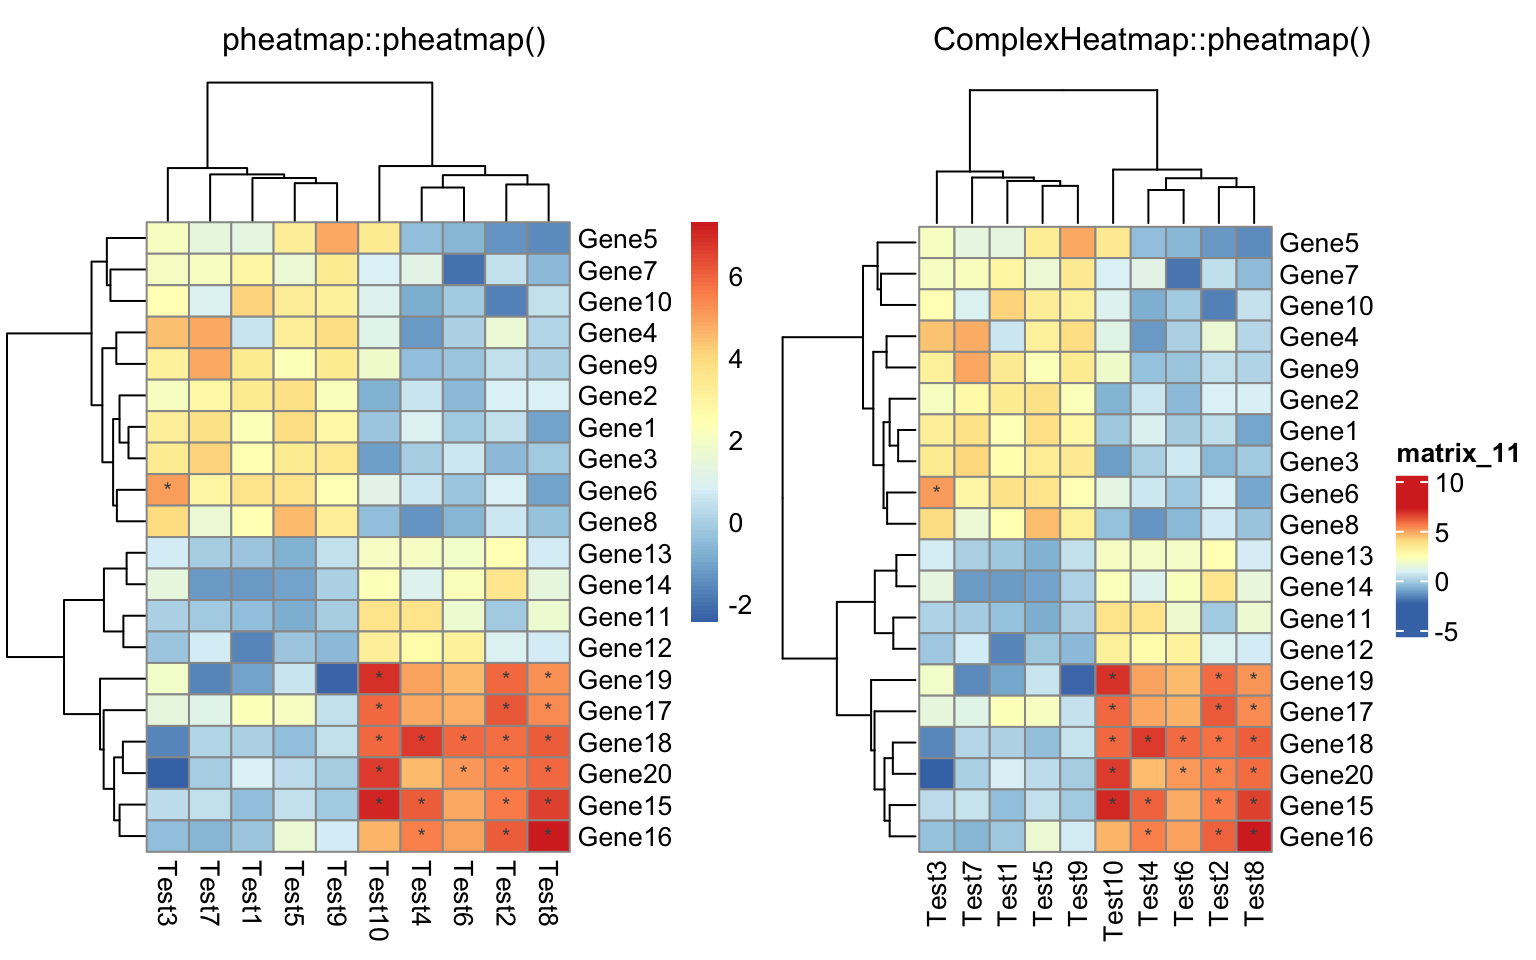 pheatmap::pheatmap()
Gene5
Gene7
Gene10
Gene4
Gene9
Gene2
Gene1
Gene3
*
Gene6
Gene8
Gene13
Gene14
Gene11
Gene12
* * *
Gene19
* * *
Gene17
* * * * *
Gene18
* * * *
Gene20
* * * *
Gene15
* * *
Gene16
Test3
Test7
Test1
Test5
Test9
Test10
Test4
Test6
Test2
Test8
6
4
2
0
-2
ComplexHeatmap::pheatmap()
Gene5
Gene7
Gene10
Gene4
Gene9
Gene2
Gene1
Gene3
*
Gene6
Gene8
Gene13
Gene14
Gene11
Gene12
* * *
Gene19
* * *
Gene17
* * * * *
Gene18
* * * *
Gene20
* * * *
Gene15
* * *
Gene16
Test3
Test7
Test1
Test5
Test9
Test10
Test4
Test6
Test2
Test8
matrix_11
10
5
0
-5